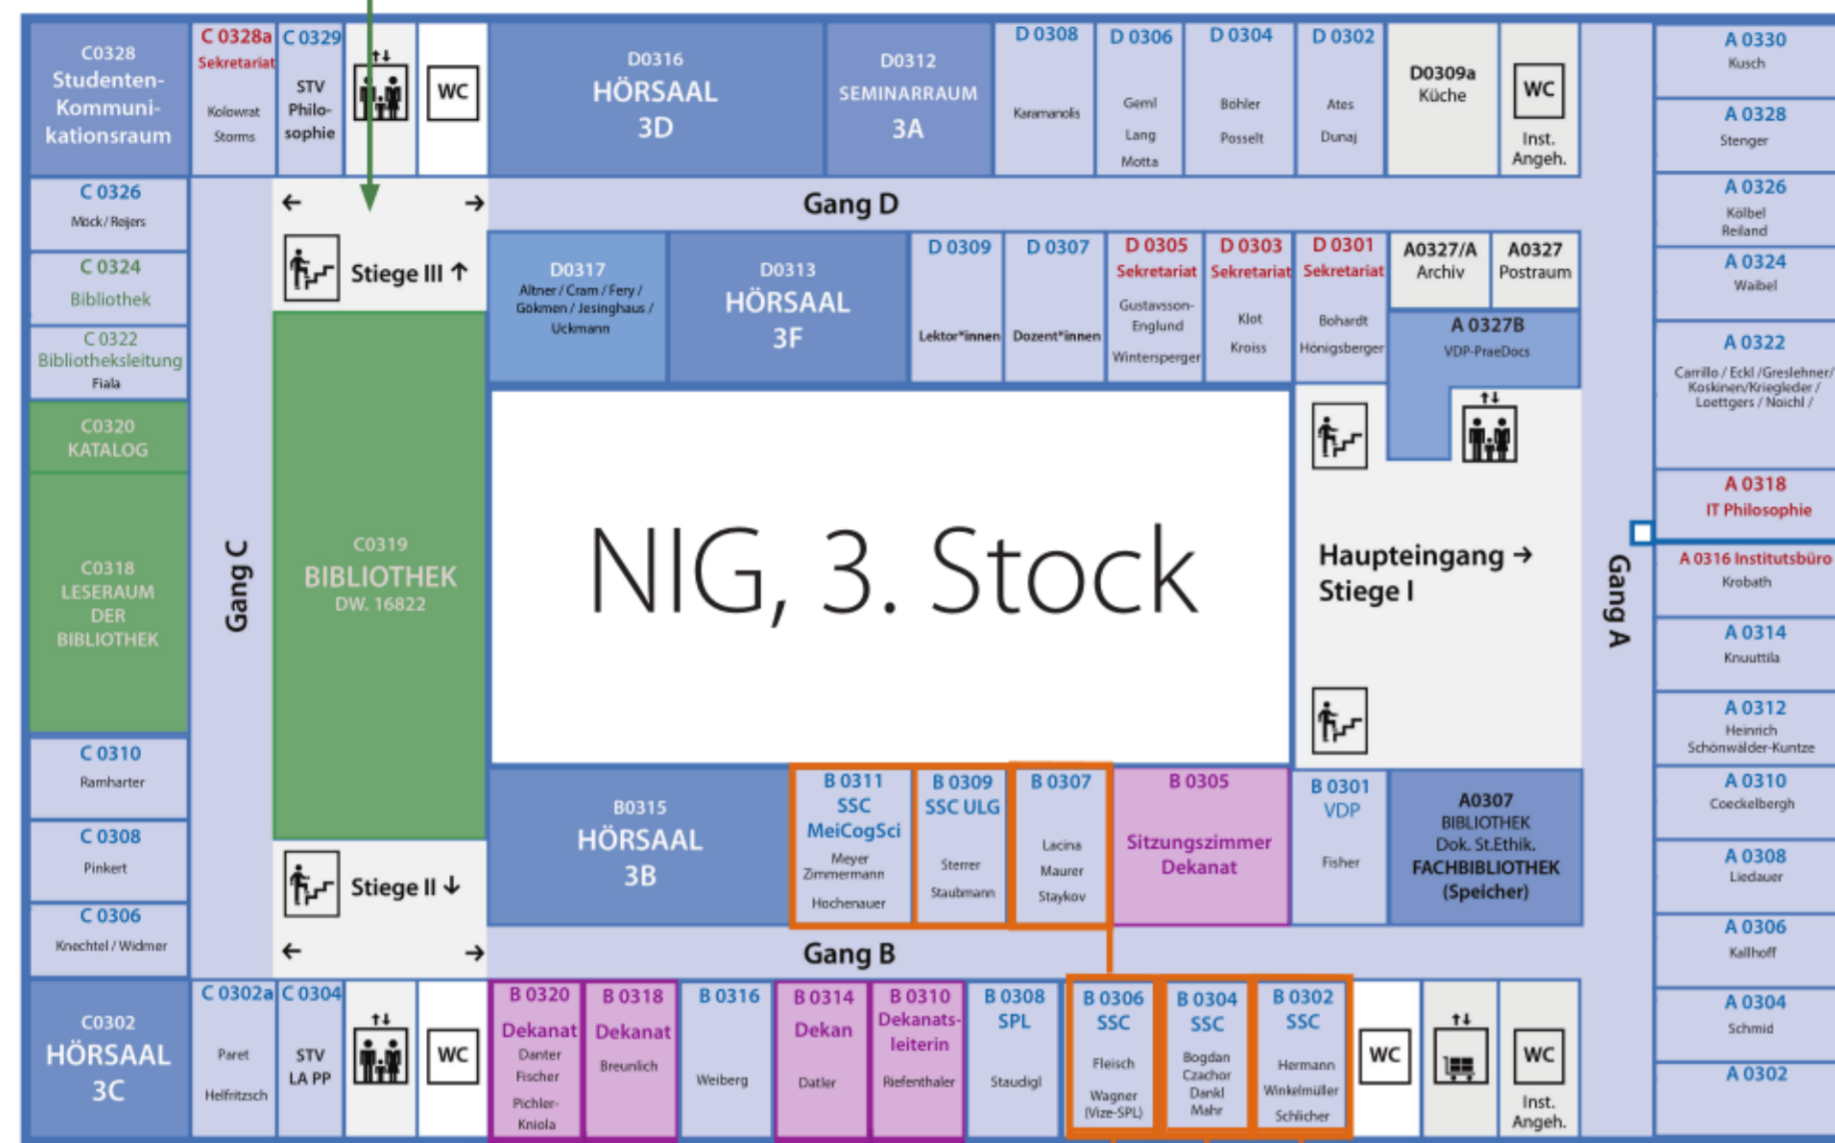 C0328
Studenten-
Kommuni-
kationsraum
C 0328a
Sekretariat
Kolowrat
Storms
C 0329
STV
Philo-
sophie
WC
D0316
HÖRSAAL
3D
D0312
SEMINARRAUM
3A
D 0308
Karamanolis
D 0306
Geml
Lang
Motta
D 0304
Böhler
Posselt
D 0302
Ates
Dunaj
D0309a
Küche
WC
Inst.
Angeh.
A 0330
Kusch
A 0328
Stenger
A 0326
Kölbel
Reiland
A 0324
Waibel
A 0322
Carrillo / Eckl /Greslehner/
Koskinen/Kriegleder /
Loettgers / Noichl /
A 0318
IT Philosophie
A 0316 Institutsbüro
Krobath
A 0314
Knuuttila
A 0312
Heinrich
Schönwälder-Kuntze
A 0310
Coeckelbergh
A 0308
Liedauer
A 0306
Kallhoff
A 0304
Schmid
A 0302
C 0326
Möck / Reijers
C 0324
Bibliothek
C 0322
Bibliotheksleitung
Fiala
C0320
KATALOG
C0318
LESERAUM
DER
BIBLIOTHEK
C 0310
Ramharter
C 0308
Pinkert
C 0306
Knechtel / Widmer
← →
Stiege III ↑
Gang D
Gang C
C0319
BIBLIOTHEK
DW. 16822
Stiege II ↓
← →
D0317
Altner / Cram / Fery /
Gökmen / Jesinghaus /
Uckmann
D0313
HÖRSAAL
3F
D 0309
Lektor*innen
D 0307
Dozent*innen
D 0305
Sekretariat
Gustavsson-
Englund
Wintersperger
D 0303
Sekretariat
Klot
Kroiss
D 0301
Sekretariat
Bohardt
Hönigsberger
A0327/A
Archiv
A0327
Postraum
A 0327B
VDP-PraeDocs
NIG, 3. Stock
Haupteingang →
Stiege I
Gang A
B0315
HÖRSAAL
3B
B 0311
SSC
MeiCogSci
Meyer
Zimmermann
Hochenauer
B 0309
SSC ULG
Sterrer
Staubmann
B 0307
Lacina
Maurer
Staykov
B 0305
Sitzungszimmer
Dekanat
B 0301
VDP
Fisher
A0307
BIBLIOTHEK
Dok. St.Ethik.
FACHBIBLIOTHEK
(Speicher)
Gang B
C0302
HÖRSAAL
3C
C 0302a
Paret
Helfritzsch
C 0304
STV
LA PP
WC
B 0320
Dekanat
Danter
Fischer
Pichler-
Kniola
B 0318
Dekanat
Breunlich
B 0316
Weiberg
B 0314
Dekan
Datler
B 0310
Dekanats-
leiterin
Riefenthaler
B 0308
SPL
Staudigl
B 0306
SSC
Fleisch
Wagner
(Vize-SPL)
B 0304
SSC
Bogdan
Czachor
Dankl
Mahr
B 0302
SSC
Hermann
Winkelmüller
Schlicher
WC
WC
Inst.
Angeh.